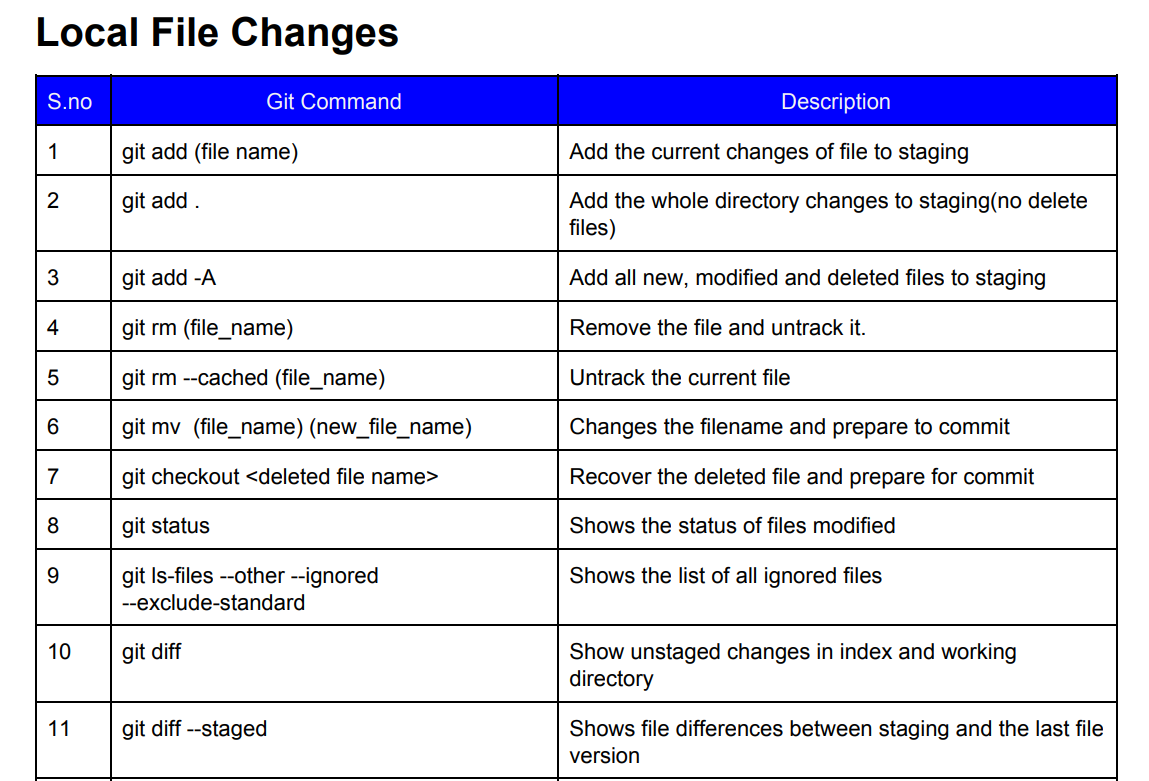 Local File Changes
S.no Git Command Description
1 git add (file name) Add the current changes of file to staging
2 git add . Add the whole directory changes to staging(no delete
files)
3 git add -A Add all new, modified and deleted files to staging
4 git rm (file_name) Remove the file and untrack it.
5 git rm --cached (file_name) Untrack the current file
6 git mv  (file_name) (new_file_name) Changes the filename and prepare to commit
7 git checkout <deleted file name> Recover the deleted file and prepare for commit
8 git status Shows the status of files modified
9 git ls-files --other --ignored Shows the list of all ignored files
--exclude-standard
10 git diff Show unstaged changes in index and working
directory
11 git diff --staged Shows file differences between staging and the last file
version